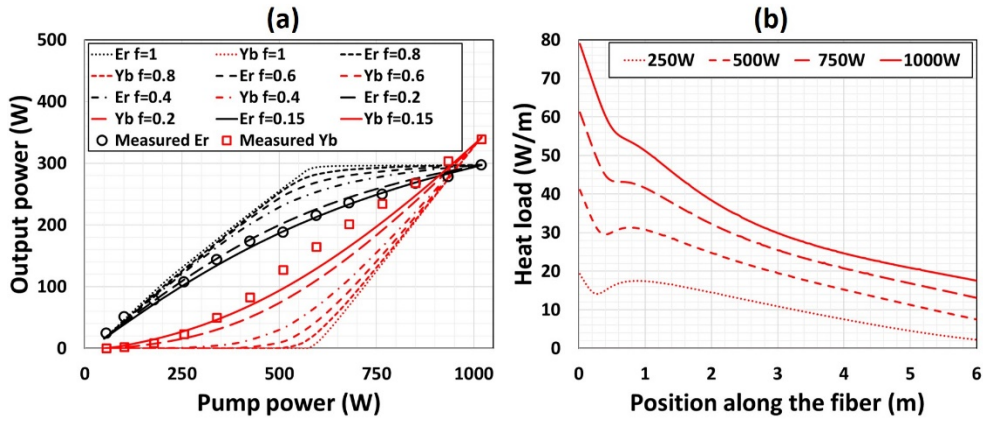 (a)
500
400
300
200
100
0
Output power (W)
Er f=1 Yb f=1 Er f=0.8
Yb f=0.8 Er f=0.6 Yb f=0.6
Er f=0.4 Yb f=0.4 Er f=0.2
Yb f=0.2 Er f=0.15 Yb f=0.15
Measured Er Measured Yb
0 250 500 750 1000
Pump power (W)
(b)
80
70
60
50
40
30
20
10
0
Heat load (W/m)
250W 500W 750W 1000W
0 1 2 3 4 5 6
Position along the fiber (m)